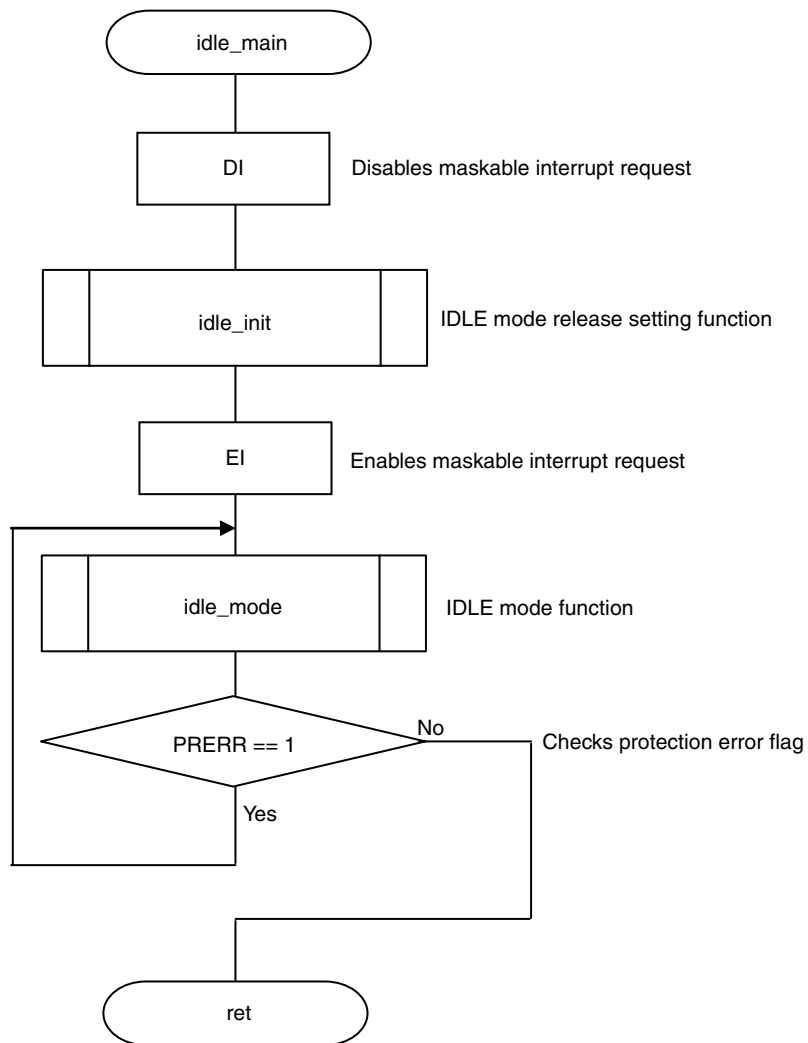 idle_main
DI
Disables maskable interrupt request
idle_init
IDLE mode release setting function
EI
Enables maskable interrupt request
idle_mode
IDLE mode function
PRERR == 1
No
Checks protection error flag
Yes
ret